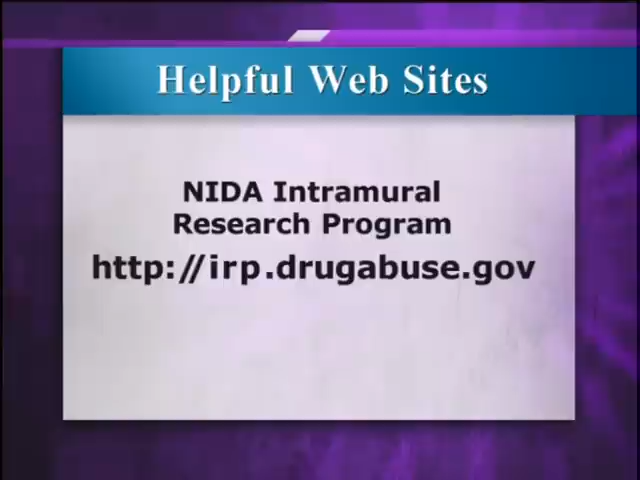 Helpful Web Sites
NIDA Intramural
Research Program
http://irp.drugabuse.gov